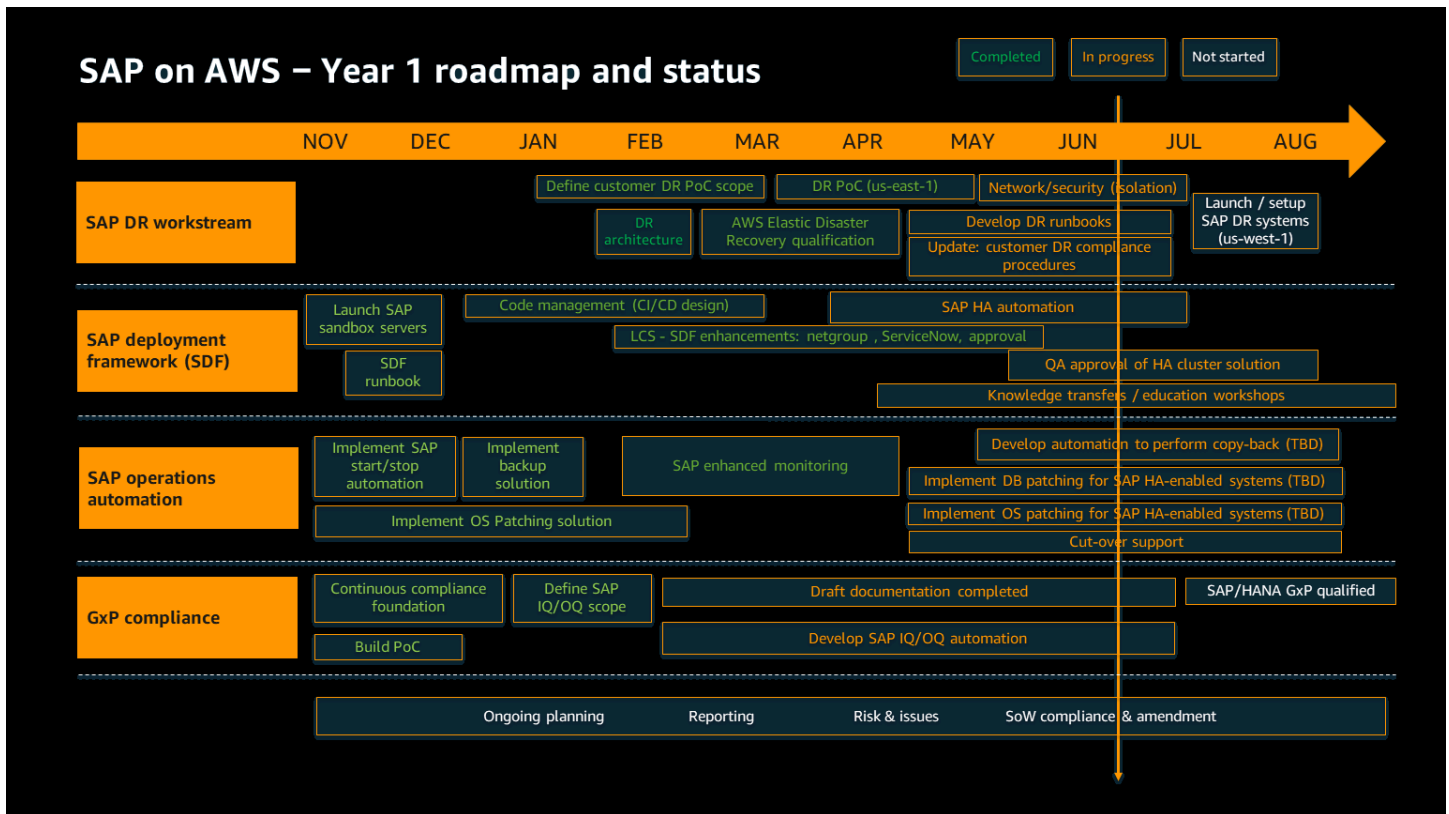 SAP on AWS – Year 1 roadmap and status
Completed
In progress
Not started
NOV DEC JAN FEB MAR APR MAY JUN JUL AUG
SAP DR workstream
Define customer DR PoC scope
DR PoC (us-east-1)
Network/security (isolation)
DR
architecture
AWS Elastic Disaster
Recovery qualification
Develop DR runbooks
Update: customer DR compliance
procedures
Launch / setup
SAP DR systems
(us-west-1)
SAP deployment
framework (SDF)
Launch SAP
sandbox servers
Code management (CI/CD design)
SAP HA automation
LCS - SDF enhancements: netgroup , ServiceNow, approval
SDF
runbook
QA approval of HA cluster solution
Knowledge transfers / education workshops
SAP operations
automation
Implement SAP
start/stop
automation
Implement
backup
solution
SAP enhanced monitoring
Develop automation to perform copy-back (TBD)
Implement DB patching for SAP HA-enabled systems (TBD)
Implement OS Patching solution
Implement OS patching for SAP HA-enabled systems (TBD)
Cut-over support
GxP compliance
Continuous compliance
foundation
Define SAP
IQ/OQ scope
Draft documentation completed
SAP/HANA GxP qualified
Build PoC
Develop SAP IQ/OQ automation
Ongoing planning
Reporting
Risk & issues
SoW compliance & amendment